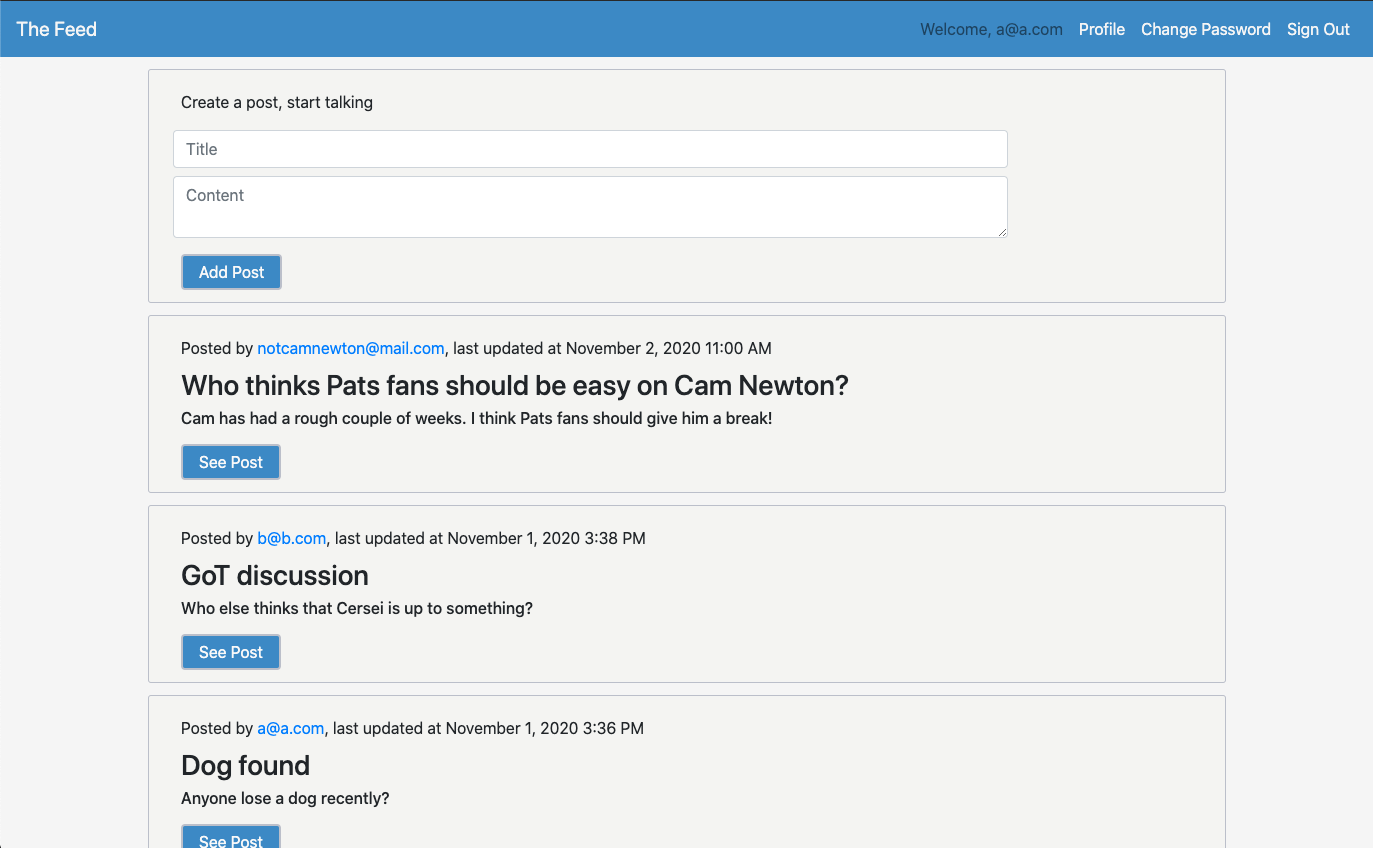 The Feed Welcome, a@a.com Profile Change Password Sign Out
Create a post, start talking
Title
Content
Add Post
Posted by notcamnewton@mail.com, last updated at November 2, 2020 11:00 AM
Who thinks Pats fans should be easy on Cam Newton?
Cam has had a rough couple of weeks. I think Pats fans should give him a break!
See Post
Posted by b@b.com, last updated at November 1, 2020 3:38 PM
GoT discussion
Who else thinks that Cersei is up to something?
See Post
Posted by a@a.com, last updated at November 1, 2020 3:36 PM
Dog found
Anyone lose a dog recently?
See Post